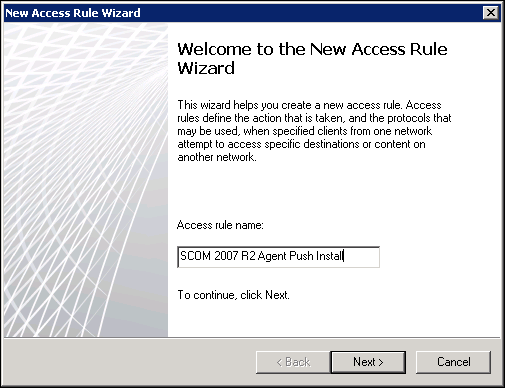 New Access Rule Wizard
Welcome to the New Access Rule
Wizard
This wizard helps you create a new access rule. Access
rules define the action that is taken, and the protocols that
may be used, when specified clients from one network
attempt to access specific destinations or content on
another network.
Access rule name:
SCOM 2007 R2 Agent Push Install
To continue, click Next.
< Back
Next >
Cancel